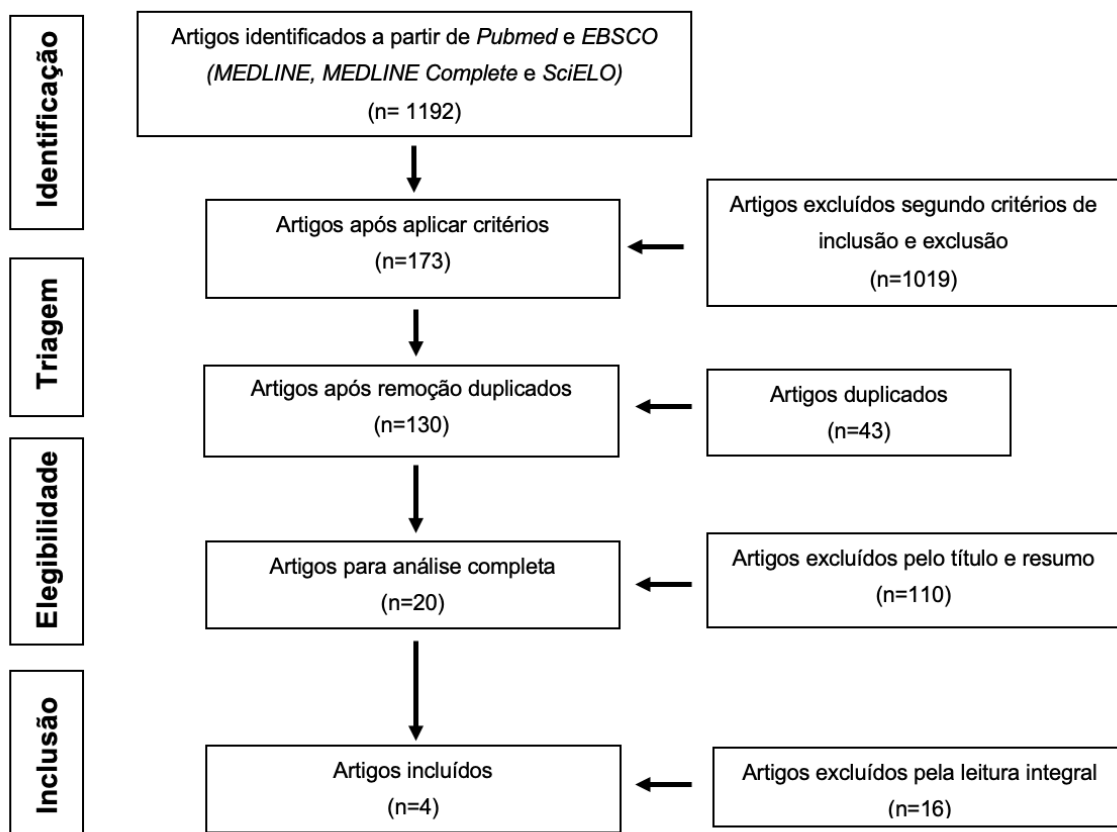 Identificação
Artigos identificados a partir de Pubmed e EBSCO
(MEDLINE, MEDLINE Complete e SciELO)
(n= 1192)
Artigos após aplicar critérios
(n=173)
Artigos excluídos segundo critérios de
inclusão e exclusão
(n=1019)
Triagem
Artigos após remoção duplicados
(n=130)
Artigos duplicados
(n=43)
Elegibilidade
Artigos para análise completa
(n=20)
Artigos excluídos pelo título e resumo
(n=110)
Inclusão
Artigos incluídos
(n=4)
Artigos excluídos pela leitura integral
(n=16)